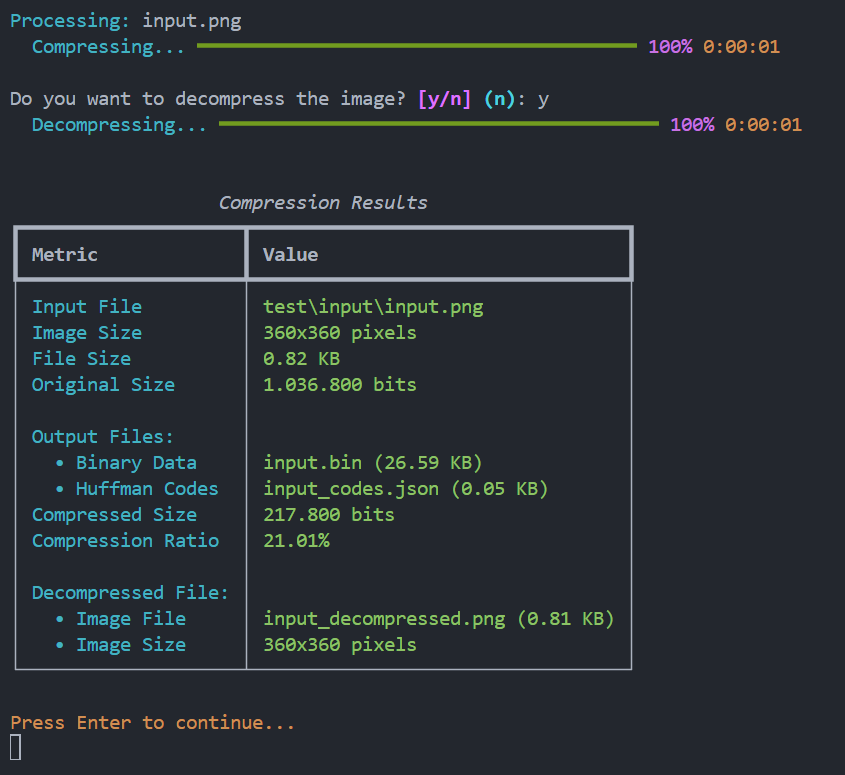 Processing: input.png
Compressing... 100% 0:00:01
Do you want to decompress the image? [y/n] (n): y
Decompressing... 100% 0:00:01
Compression Results
Metric Value
Input File test\input\input.png
Image Size 360x360 pixels
File Size 0.82 KB
Original Size 1.036.800 bits
Output Files:
• Binary Data input.bin (26.59 KB)
• Huffman Codes input_codes.json (0.05 KB)
Compressed Size 217.800 bits
Compression Ratio 21.01%
Decompressed File:
• Image File input_decompressed.png (0.81 KB)
• Image Size 360x360 pixels
Press Enter to continue...